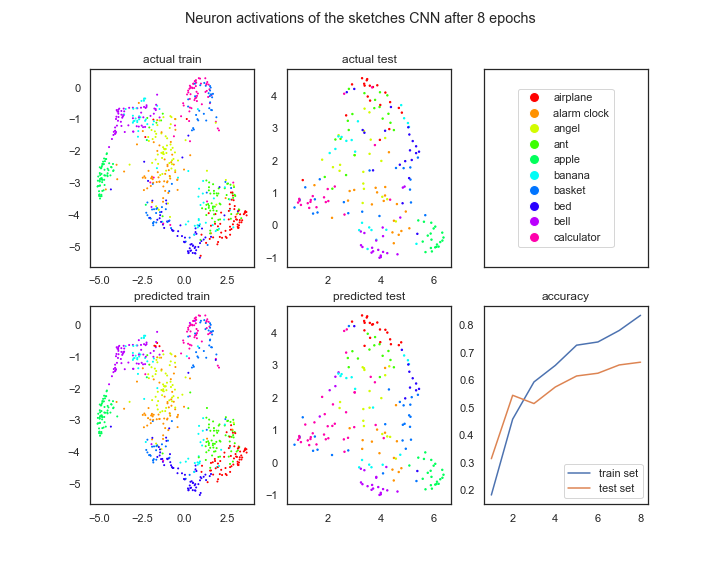 Neuron activations of the sketches CNN after 8 epochs
actual train
0
−1
−2
−3
−4
−5
−5.0 −2.5 0.0 2.5
actual test
4
3
2
1
0
−1
2 4 6
airplane
alarm clock
angel
ant
apple
banana
basket
bed
bell
calculator
predicted train
0
−1
−2
−3
−4
−5
−5.0 −2.5 0.0 2.5
predicted test
4
3
2
1
0
−1
2 4 6
accuracy
0.8
0.7
0.6
0.5
0.4
0.3
0.2
train set
test set
2 4 6 8